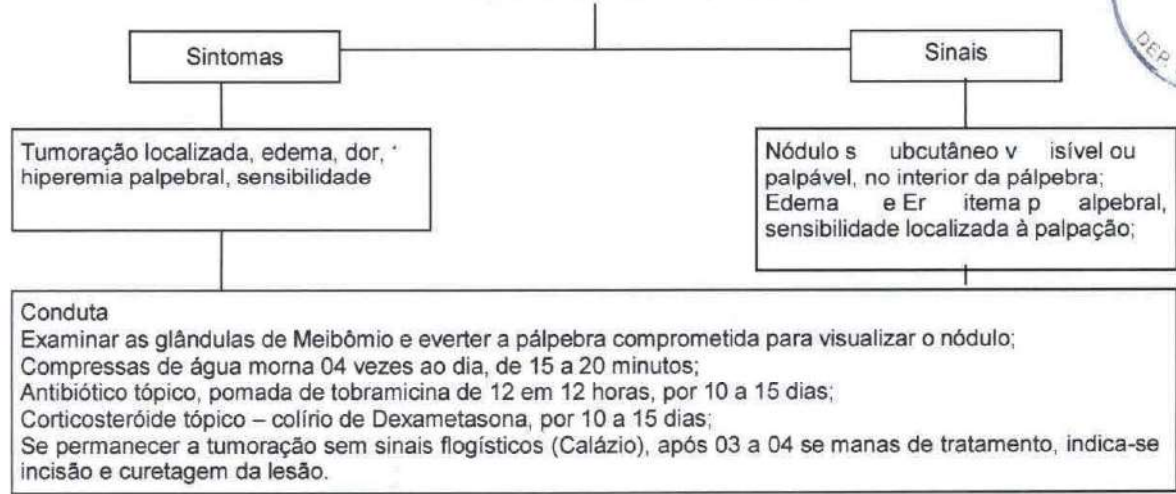 DEP.
Sintomas
Sinais
Tumoração localizada, edema, dor,
hiperemia palpebral, sensibilidade
Nódulo s ubcutâneo v isível ou
palpável, no interior da pálpebra;
Edema e Er itema p alpebral,
sensibilidade localizada à palpação;
Conduta
Examinar as glândulas de Meibômio e everter a pálpebra comprometida para visualizar o nódulo;
Compressas de água morna 04 vezes ao dia, de 15 a 20 minutos;
Antibiótico tópico, pomada de tobramicina de 12 em 12 horas, por 10 a 15 dias;
Corticosteróide tópico – colírio de Dexametasona, por 10 a 15 dias;
Se permanecer a tumoração sem sinais flogísticos (Calázio), após 03 a 04 se manas de tratamento, indica-se
incisão e curetagem da lesão.